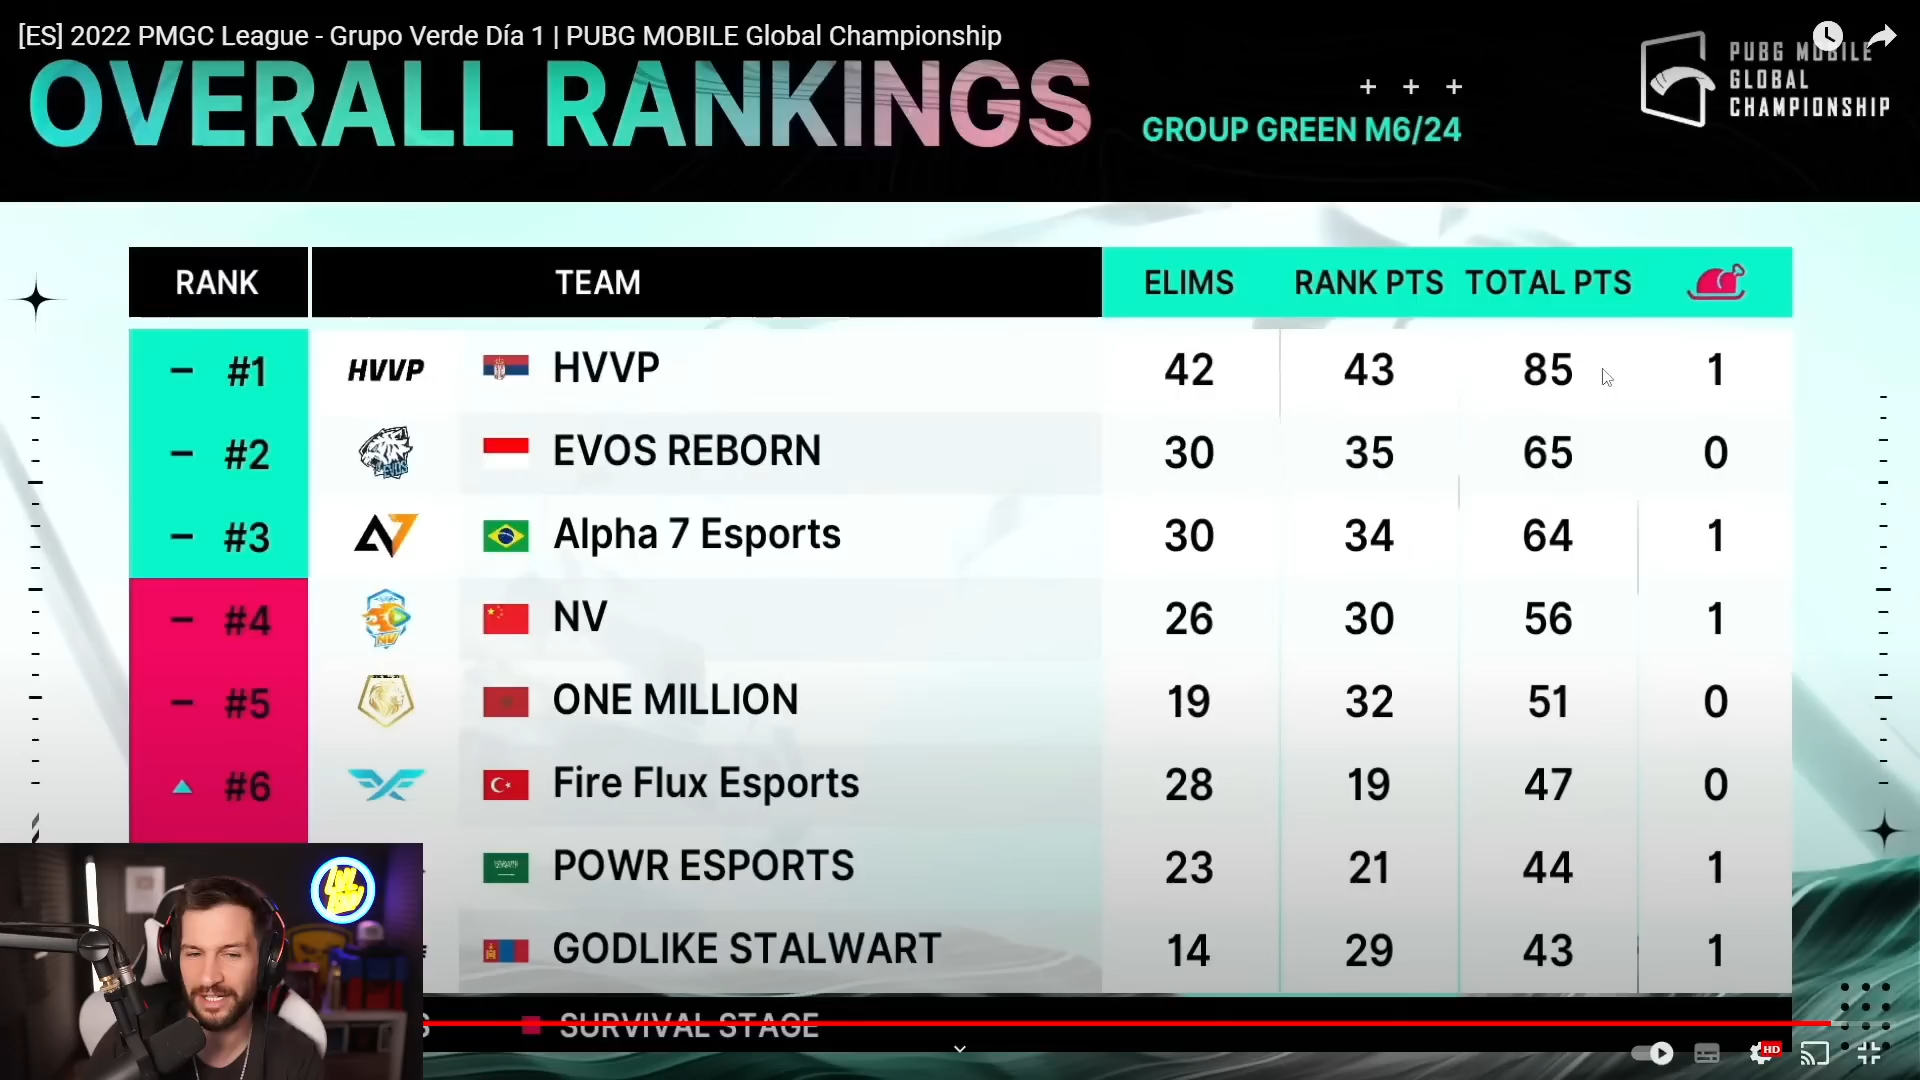 [ES] 2022 PMGC League - Grupo Verde Día 1 | PUBG MOBILE Global Championship
OVERALL RANKINGS
+ + +
GROUP GREEN M6/24
PUBG MOBILE
GLOBAL
CHAMPIONSHIP
RANK TEAM ELIMS RANK PTS TOTAL PTS
– #1 HVVP HVVP 42 43 85 1
– #2 EVOS EVOS REBORN 30 35 65 0
– #3 A7 Alpha 7 Esports 30 34 64 1
– #4 NV NV 26 30 56 1
– #5 ONE MILLION 19 32 51 0
#6 Fire Flux Esports 28 19 47 0
POWR ESPORTS 23 21 44 1
GODLIKE STALWART 14 29 43 1
SURVIVAL STAGE
HD